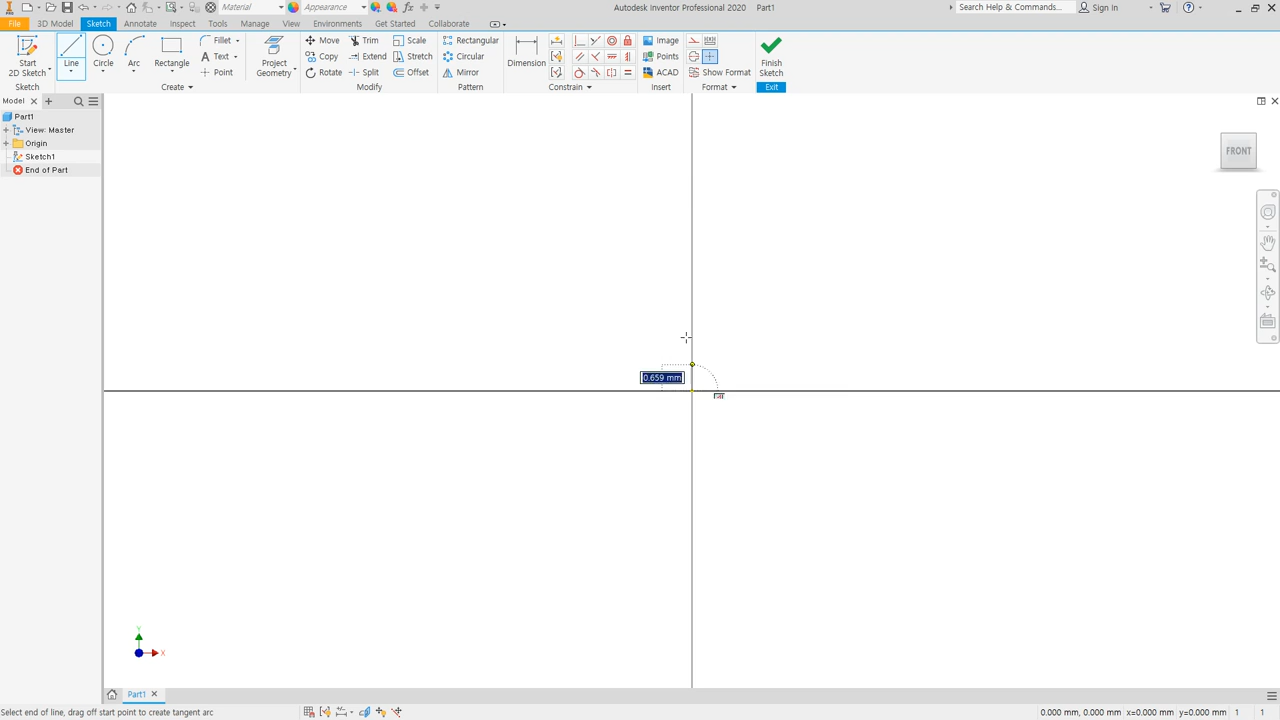 Material
Appearance
Autodesk Inventor Professional 2020 Part1
Search Help & Commands...
Sign In
File 3D Model Sketch Annotate Inspect Tools Manage View Environments Get Started Collaborate
Start 2D Sketch
Line
Circle
Arc
Rectangle
Fillet
Text
Point
Project Geometry
Move
Copy
Rotate
Trim
Extend
Split
Scale
Stretch
Offset
Rectangular
Circular
Mirror
Dimension
Image
Points
ACAD
Show Format
Finish Sketch
Sketch
Create
Modify
Pattern
Constrain
Insert
Format
Exit
Model
Part1
View: Master
Origin
Sketch1
End of Part
FRONT
0.659 mm
Y
X
Part1
Select end of line, drag off start point to create tangent arc
0.000 mm, 0.000 mm x=0.000 mm y=0.000 mm 1 1